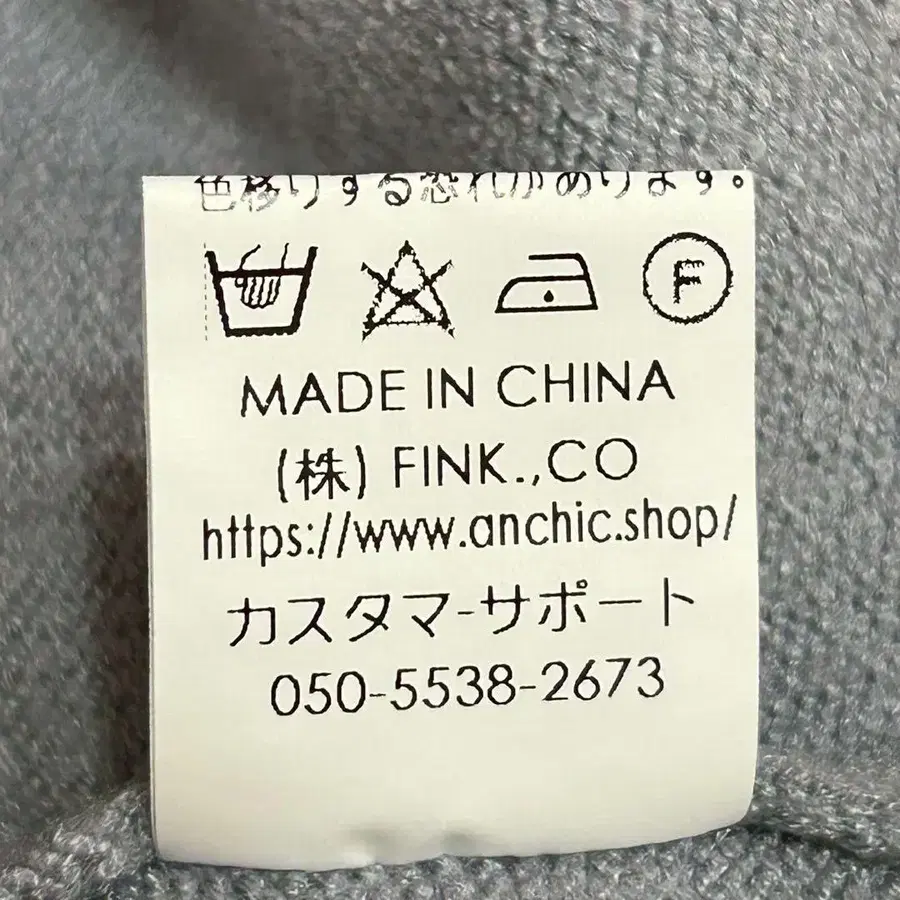 色移りする恐れがあります。
F
MADE IN CHINA
(株) FINK.,CO
https://www.anchic.shop/
カスタマ-サポート
050-5538-2673